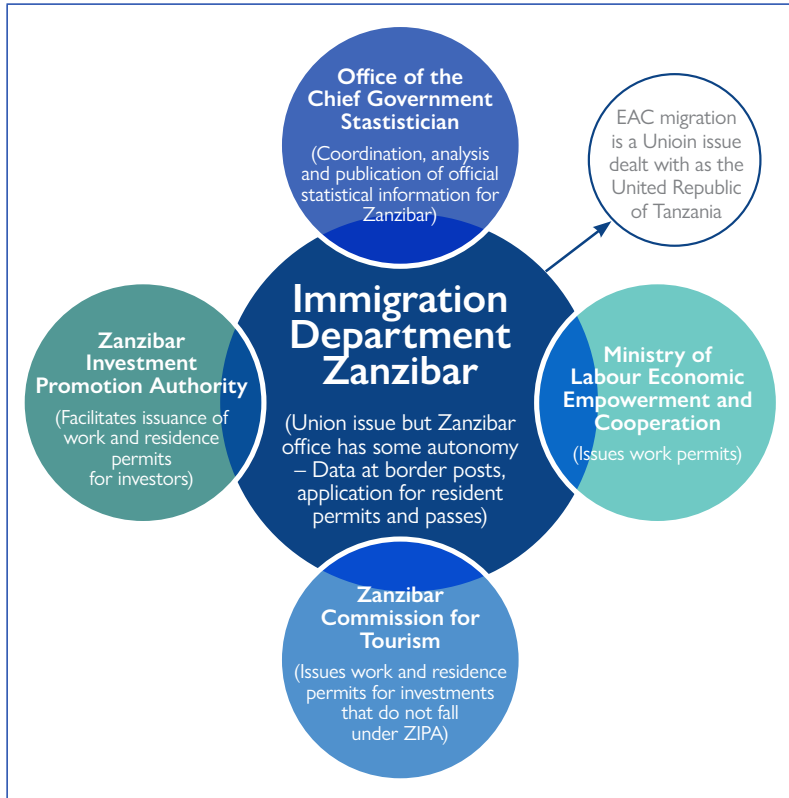 Office of the
Chief Government
Stastistician
(Coordination, analysis
and publication of official
statistical information for
Zanzibar)
EAC migration
is a Unioin issue
dealt with as the
United Republic
of Tanzania
Immigration
Department
Zanzibar
(Union issue but Zanzibar
office has some autonomy
– Data at border posts,
application for resident
permits and passes)
Zanzibar
Investment
Promotion Authority
(Facilitates issuance of
work and residence
permits
for investors)
Ministry of
Labour Economic
Empowerment and
Cooperation
(Issues work permits)
Zanzibar
Commission for
Tourism
(Issues work and residence
permits for investments
that do not fall
under ZIPA)